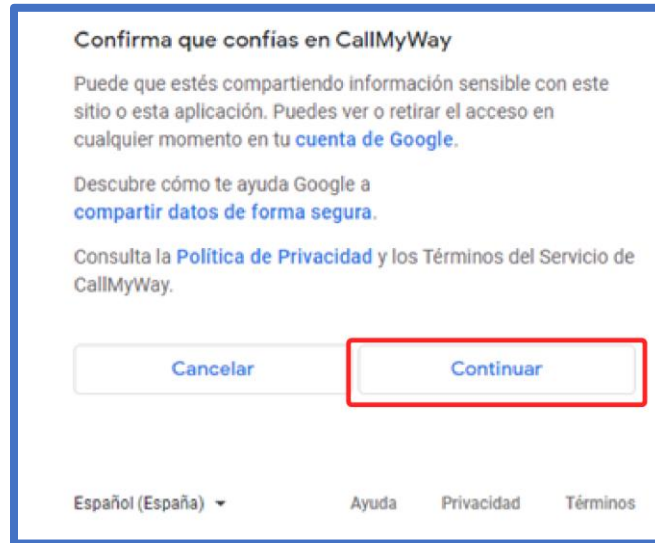 Confirma que confías en CallMyWay
Puede que estés compartiendo información sensible con este
sitio o esta aplicación. Puedes ver o retirar el acceso en
cualquier momento en tu cuenta de Google.
Descubre cómo te ayuda Google a
compartir datos de forma segura.
Consulta la Política de Privacidad y los Términos del Servicio de
CallMyWay.
Cancelar Continuar
Español (España) Ayuda Privacidad Términos